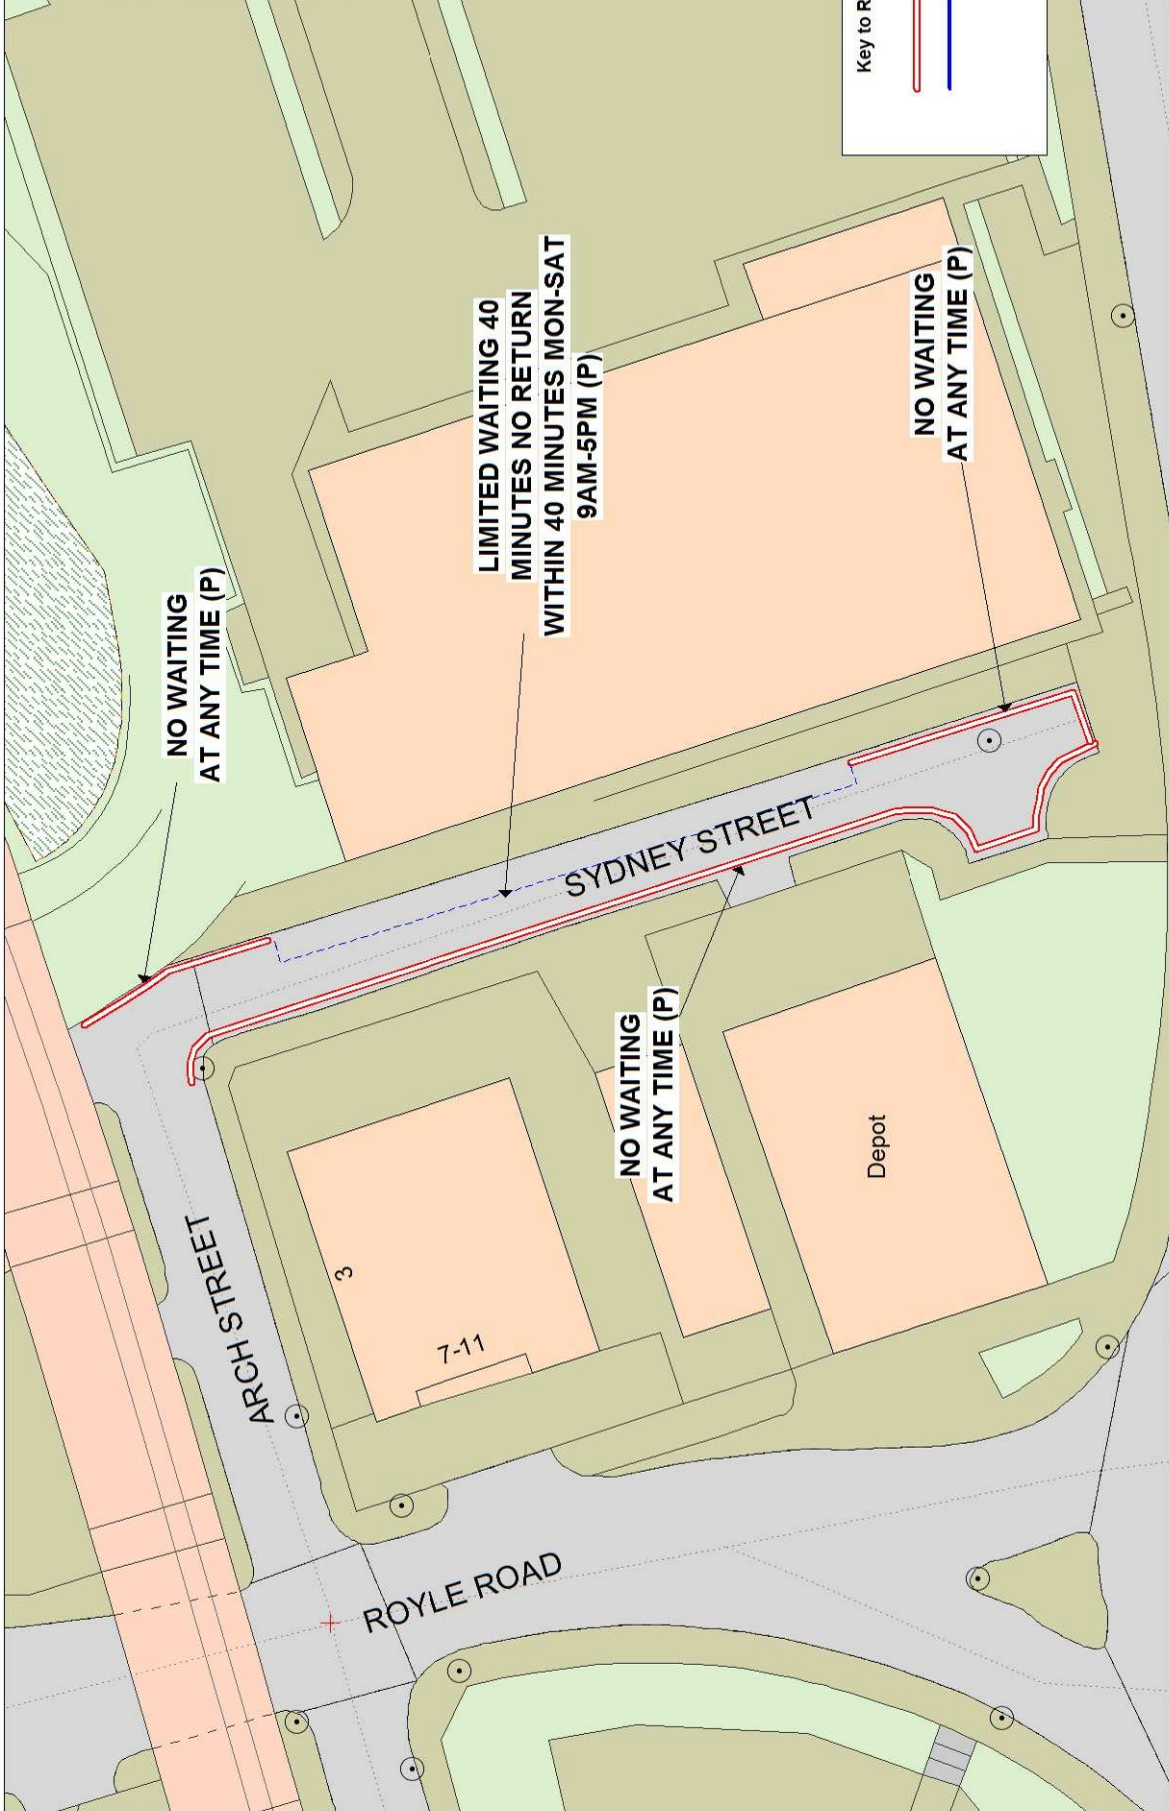 Key to R
NO WAITING
AT ANY TIME (P)
LIMITED WAITING 40
MINUTES NO RETURN
WITHIN 40 MINUTES MON-SAT
9AM-5PM (P)
NO WAITING
AT ANY TIME (P)
SYDNEY STREET
NO WAITING
AT ANY TIME (P)
ARCH STREET
3
7-11
Depot
ROYLE ROAD